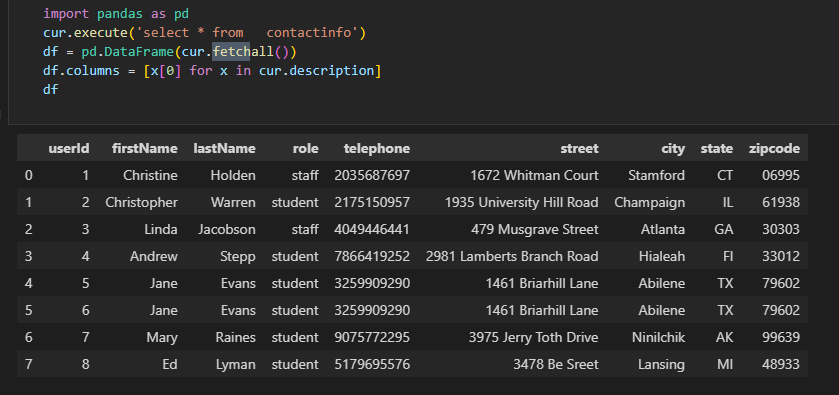 import pandas as pd
cur.execute('select * from   contactinfo')
df = pd.DataFrame(cur.fetchall())
df.columns = [x[0] for x in cur.description]
df
userId firstName lastName role telephone street city state zipcode
0 1 Christine Holden staff 2035687697 1672 Whitman Court Stamford CT 06995
1 2 Christopher Warren student 2175150957 1935 University Hill Road Champaign IL 61938
2 3 Linda Jacobson staff 4049446441 479 Musgrave Street Atlanta GA 30303
3 4 Andrew Stepp student 7866419252 2981 Lamberts Branch Road Hialeah Fl 33012
4 5 Jane Evans student 3259909290 1461 Briarhill Lane Abilene TX 79602
5 6 Jane Evans student 3259909290 1461 Briarhill Lane Abilene TX 79602
6 7 Mary Raines student 9075772295 3975 Jerry Toth Drive Ninilchik AK 99639
7 8 Ed Lyman student 5179695576 3478 Be Sreet Lansing MI 48933